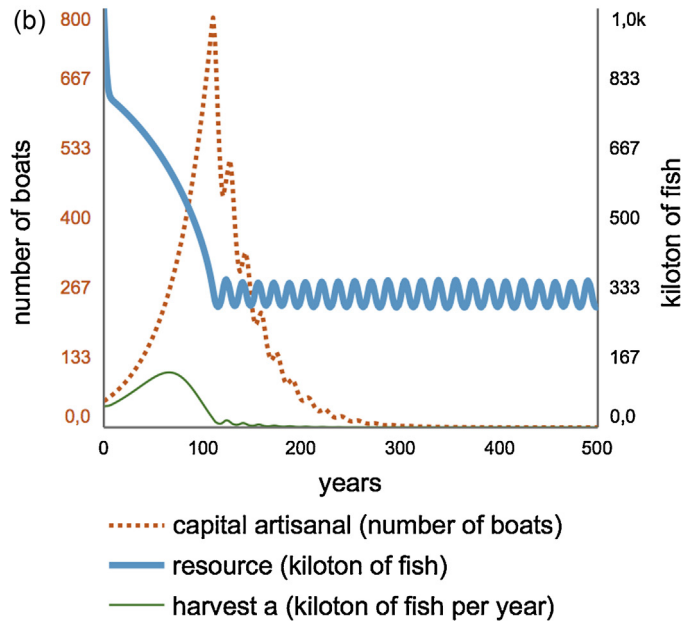 (b)
800
667
533
400
267
133
0,0
number of boats
1,0k
833
667
500
333
167
0,0
kiloton of fish
0
100
200
300
400
500
years
capital artisanal (number of boats)
resource (kiloton of fish)
harvest a (kiloton of fish per year)